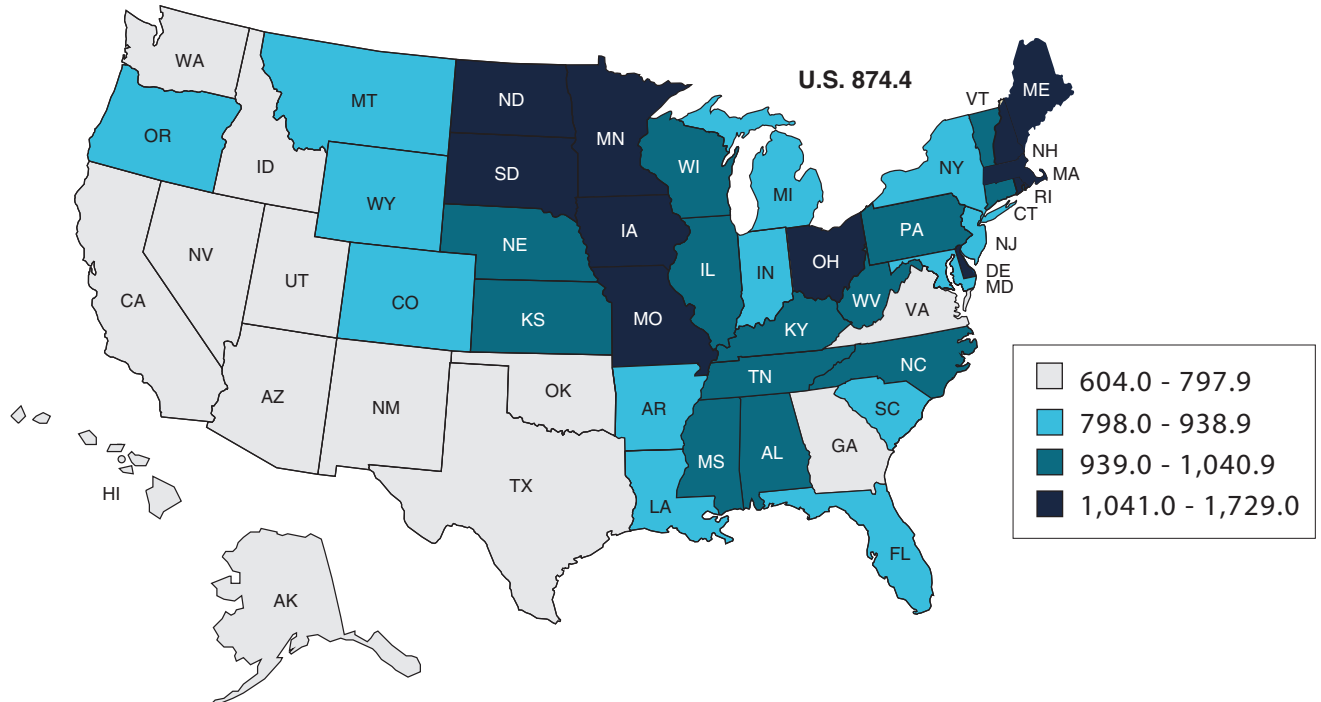 WA
U.S. 874.4
ME
VT
MT
ND
MN
OR
NH
MA
RI
CT
ID
SD
WI
NY
MI
WY
IA
PA
NJ
NE
NV
IL
IN
OH
DE
MD
UT
CA
CO
WV
VA
KS
MO
KY
NC
TN
AZ
NM
OK
AR
SC
MS
AL
GA
TX
LA
HI
FL
AK
604.0 - 797.9
798.0 - 938.9
939.0 - 1,040.9
1,041.0 - 1,729.0